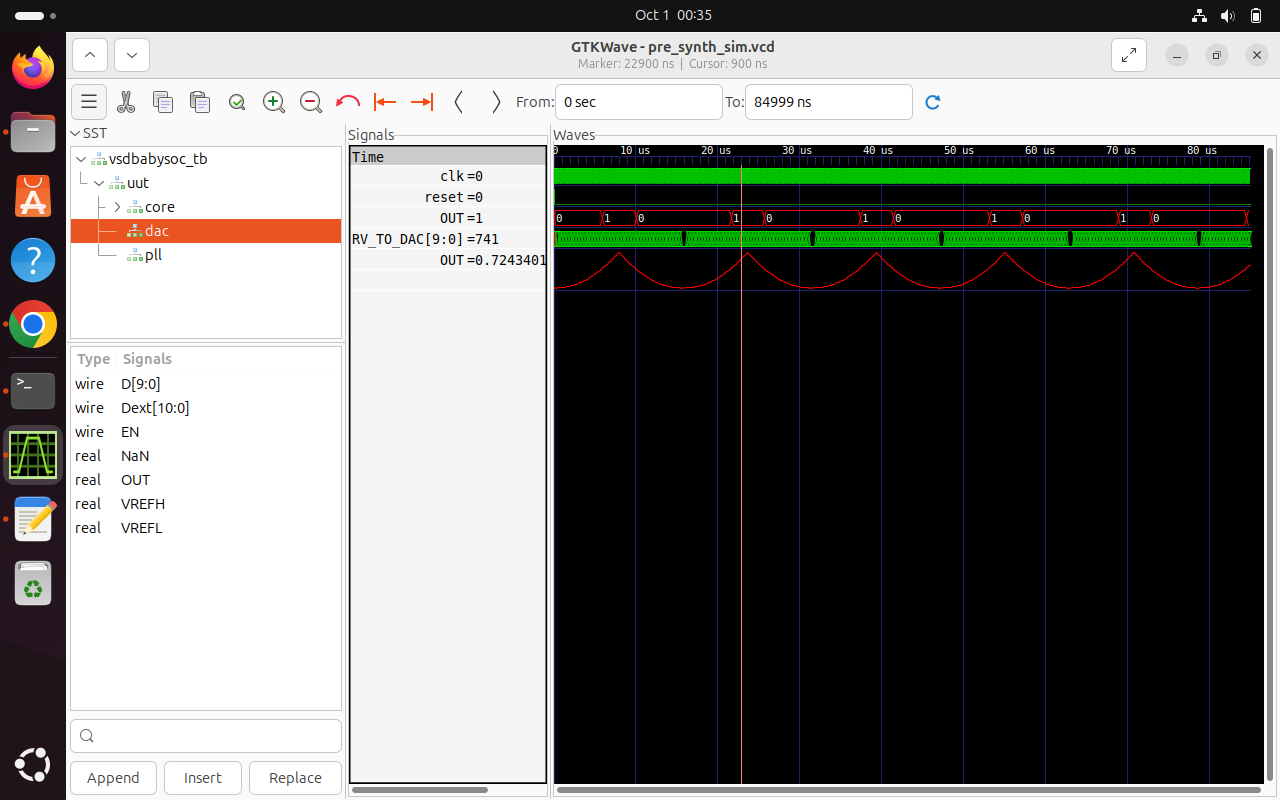 Oct 1 00:35
GTKWave - pre_synth_sim.vcd
Marker: 22900 ns | Cursor: 900 ns
From: 0 sec To: 84999 ns
SST
vsdbabysoc_tb
uut
core
dac
pll
Type Signals
wire D[9:0]
wire Dext[10:0]
wire EN
real NaN
real OUT
real VREFH
real VREFL
Append Insert Replace
Signals
Time
clk=0
reset=0
OUT=1
RV_TO_DAC[9:0]=741
OUT=0.7243401
Waves
0 10 us 20 us 30 us 40 us 50 us 60 us 70 us 80 us
0 1 0 1 0 1 0 1 0 1 0